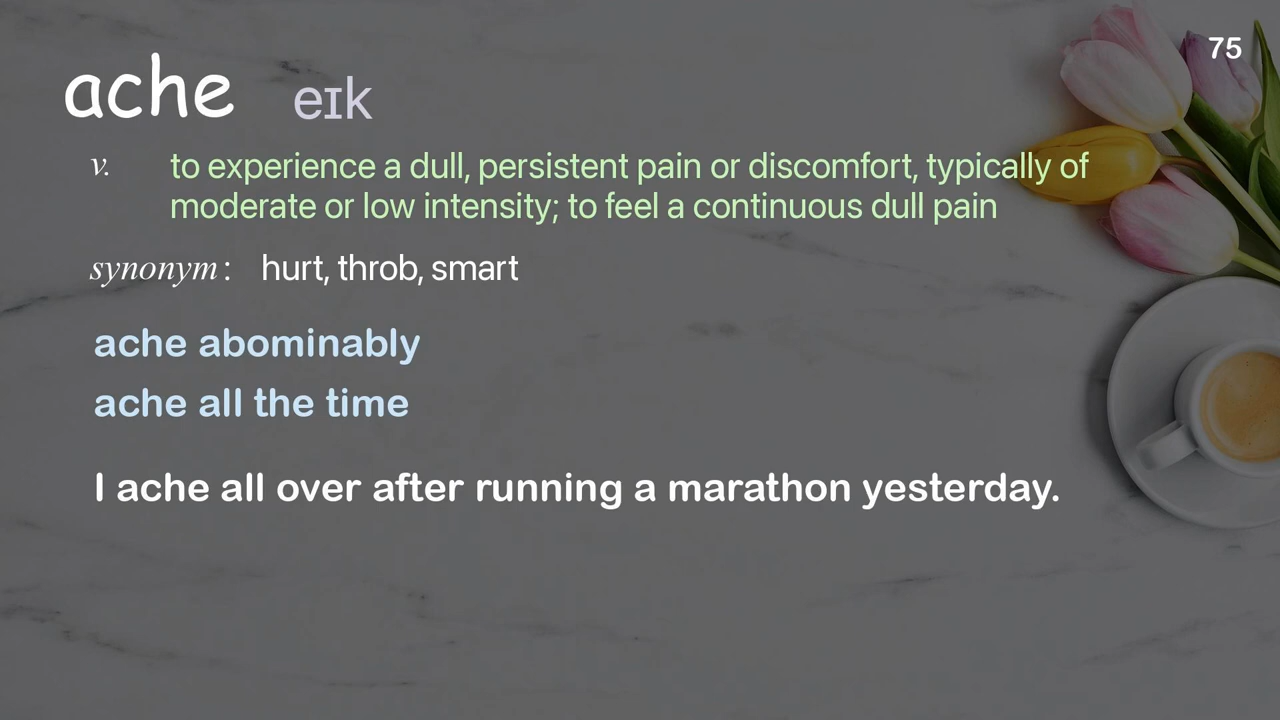 75
ache eɪk
v. to experience a dull, persistent pain or discomfort, typically of
moderate or low intensity; to feel a continuous dull pain
synonym: hurt, throb, smart
ache abominably
ache all the time
I ache all over after running a marathon yesterday.